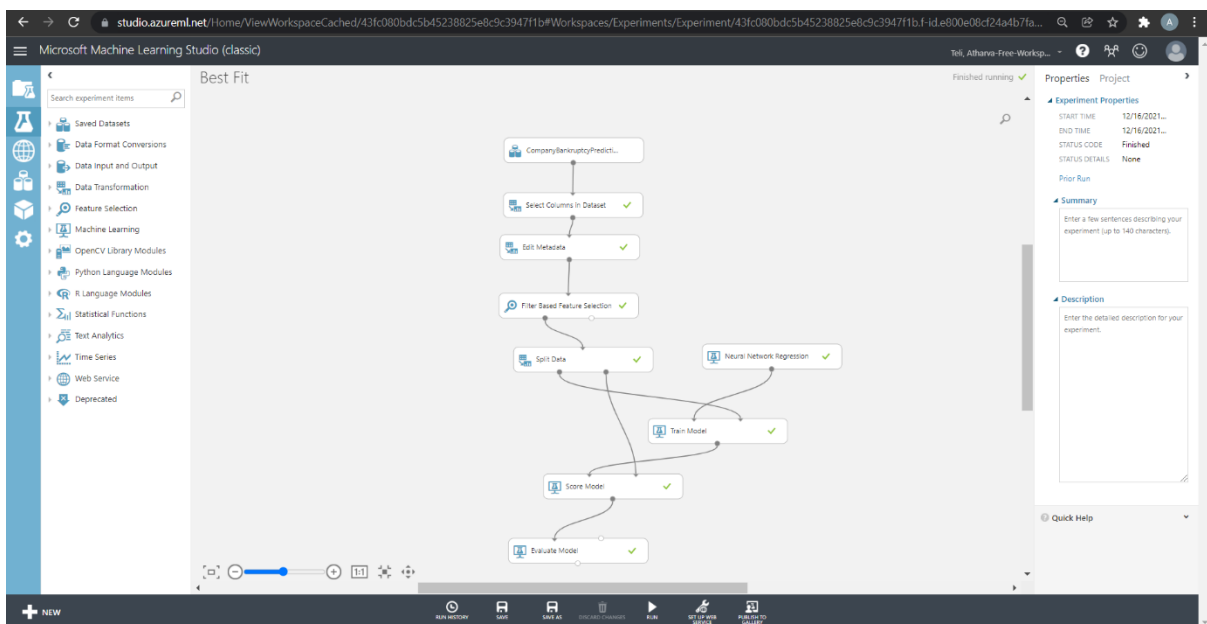 studio.azureml.net/Home/ViewWorkspaceCached/43fc080bdc5b45238825e8c9c3947f1b#Workspaces/Experiments/Experiment/43fc080bdc5b45238825e8c9c3947f1b.f-id.e800e08cf24a4b7fa...
A
Microsoft Machine Learning Studio (classic)
Teli, Atharva-Free-Worksp...
?
Search experiment items
Saved Datasets
Data Format Conversions
Data Input and Output
Data Transformation
Feature Selection
Machine Learning
OpenCV Library Modules
Python Language Modules
R Language Modules
Statistical Functions
Text Analytics
Time Series
Web Service
Deprecated
Best Fit
Finished running
CompanyBankruptcyPredicti...
Select Columns in Dataset
Edit Metadata
Filter Based Feature Selection
Split Data
Neural Network Regression
Train Model
Score Model
Evaluate Model
1:1
Properties Project
Experiment Properties
START TIME 12/16/2021...
END TIME 12/16/2021...
STATUS CODE Finished
STATUS DETAILS None
Prior Run
Summary
Enter a few sentences describing your
experiment (up to 140 characters).
Description
Enter the detailed description for your
experiment.
Quick Help
NEW
RUN HISTORY
SAVE
SAVE AS
DISCARD CHANGES
RUN
SET UP WEB
SERVICE
PUBLISH TO
GALLERY